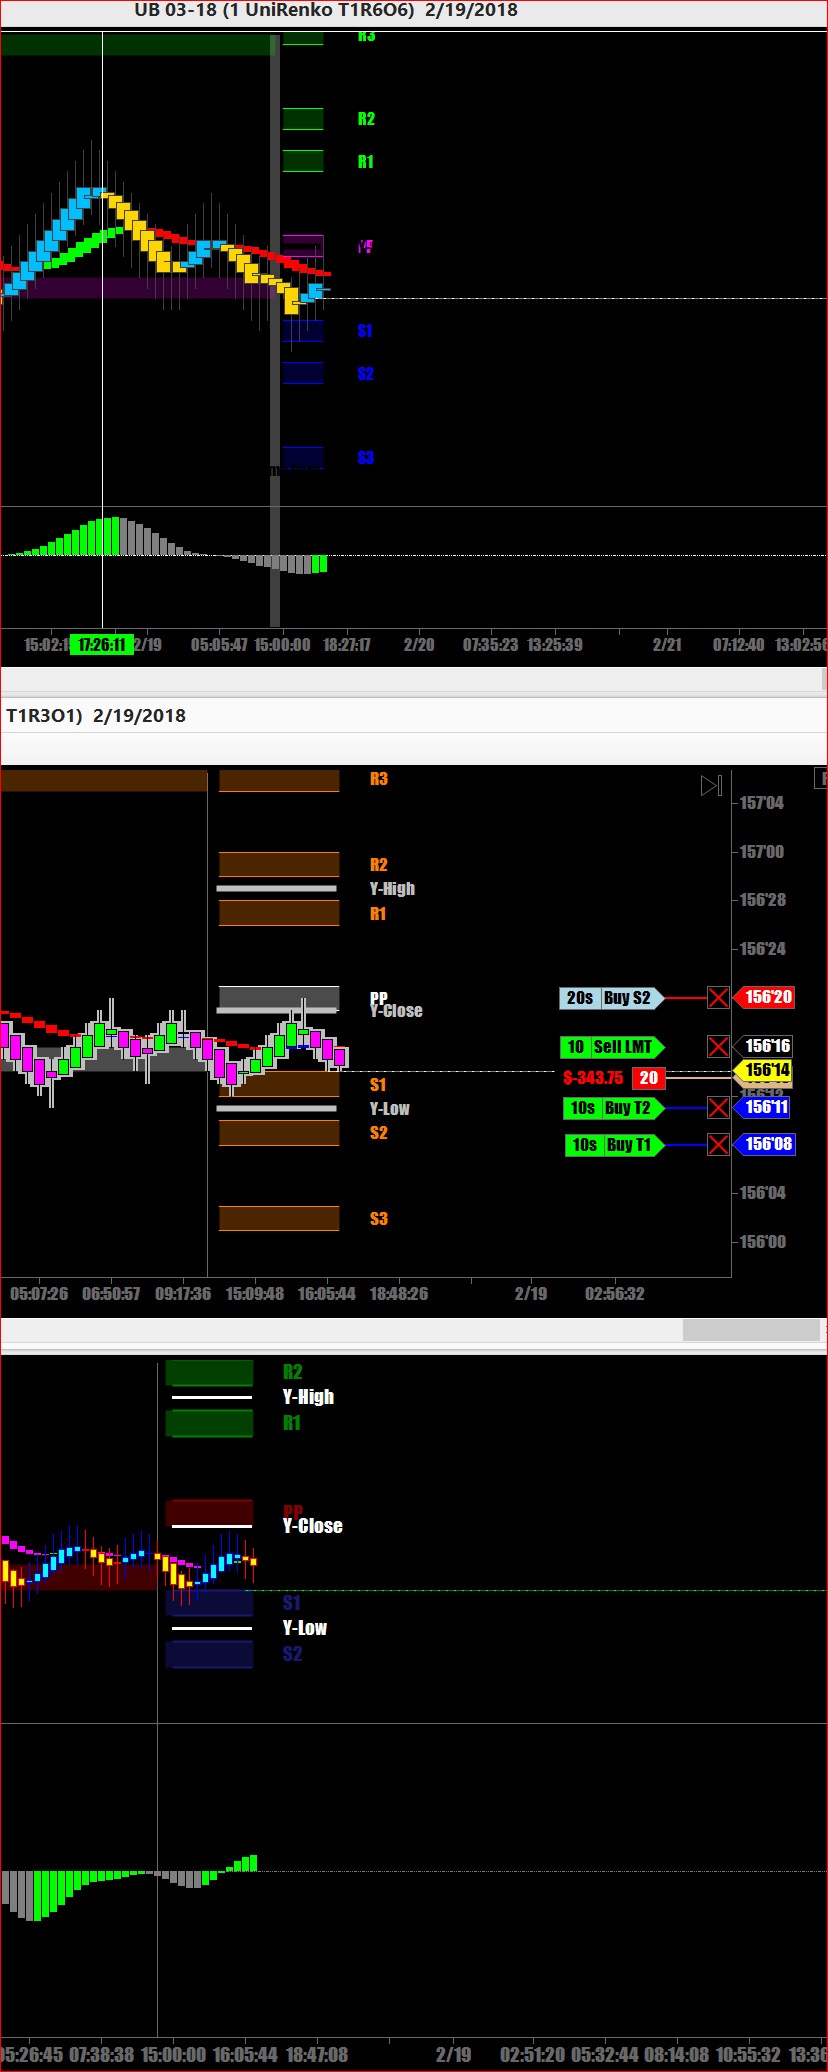 UB 03-18 (1 UniRenko T1R6O6) 2/19/2018
R3
R2
R1
S1
S2
S3
17:26:11 2/19 05:05:47 15:00:00 18:27:17 2/20 07:35:23 13:25:39 2/21 07:12:40 13:02:56
T1R3O1) 2/19/2018
R3
157'04
157'00
R2
Y-High
156'28
R1
156'24
PP
20s Buy S2 156'20
Y-Close
10 Sell LMT 156'16
156'14
$-343.75 20
S1
Y-Low
10s Buy T2 156'11
S2
10s Buy T1 156'08
156'04
S3
156'00
05:07:26 06:50:57 09:17:36 15:09:48 16:05:44 18:48:26 2/19 02:56:32
R2
Y-High
R1
PP
Y-Close
S1
Y-Low
S2
05:26:45 07:38:38 15:00:00 16:05:44 18:47:08 2/19 02:51:20 05:32:44 08:14:08 10:55:32 13:36